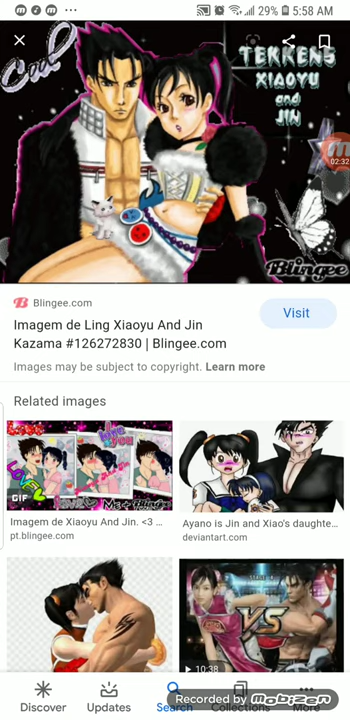 29% 5:58 AM
Cool
TEKKEN5
XIAOYU
and
JIN
02:32
Blingee
Blingee.com
Imagem de Ling Xiaoyu And Jin
Kazama #126272830 | Blingee.com
Visit
Images may be subject to copyright. Learn more
Related images
I love
you
LOVE
GIF
Imagem de Xiaoyu And Jin. <3 ...
pt.blingee.com
Ayano is Jin and Xiao's daughte...
deviantart.com
VS
10:38
Discover
Updates
Search
Collections
More
Recorded by Mobizen